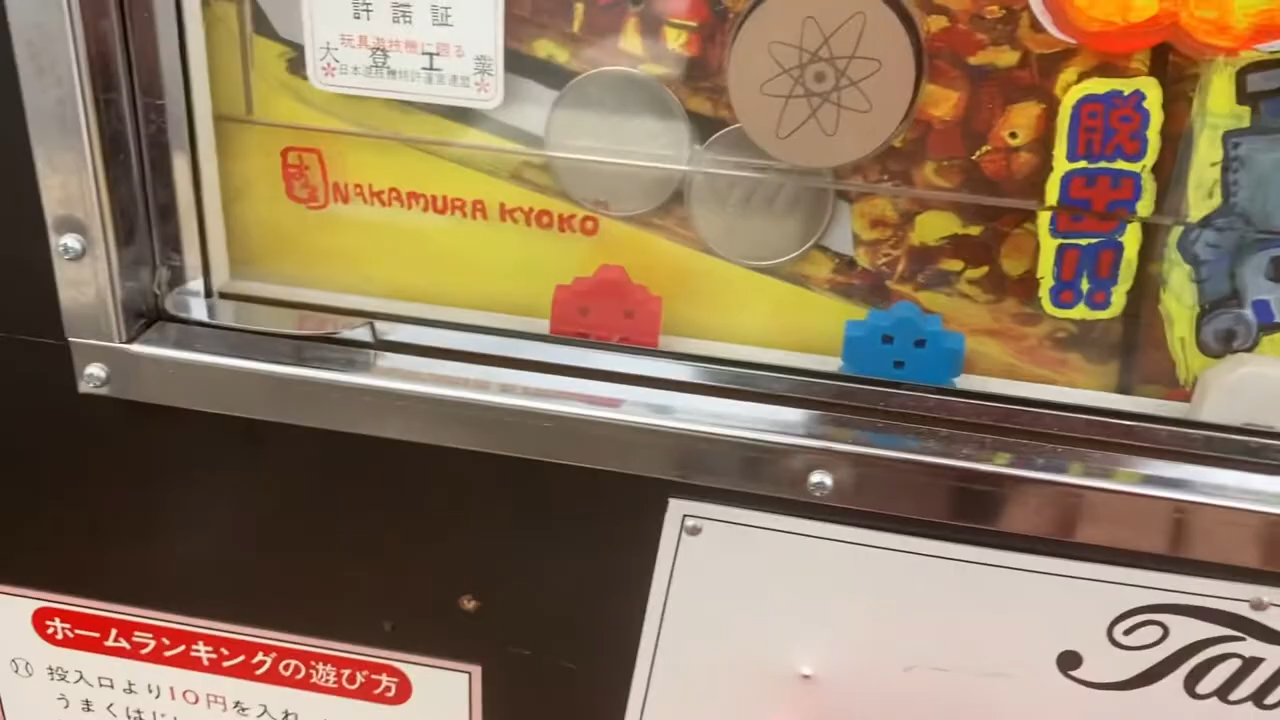 許諾証
玩具遊技機に限る
大登工業
日本遊技機特許運営連盟
NAKAMURA KYOKO
脱出!!
ホームランキングの遊び方
投入口より10円を入れ
うまくはじ
Tai